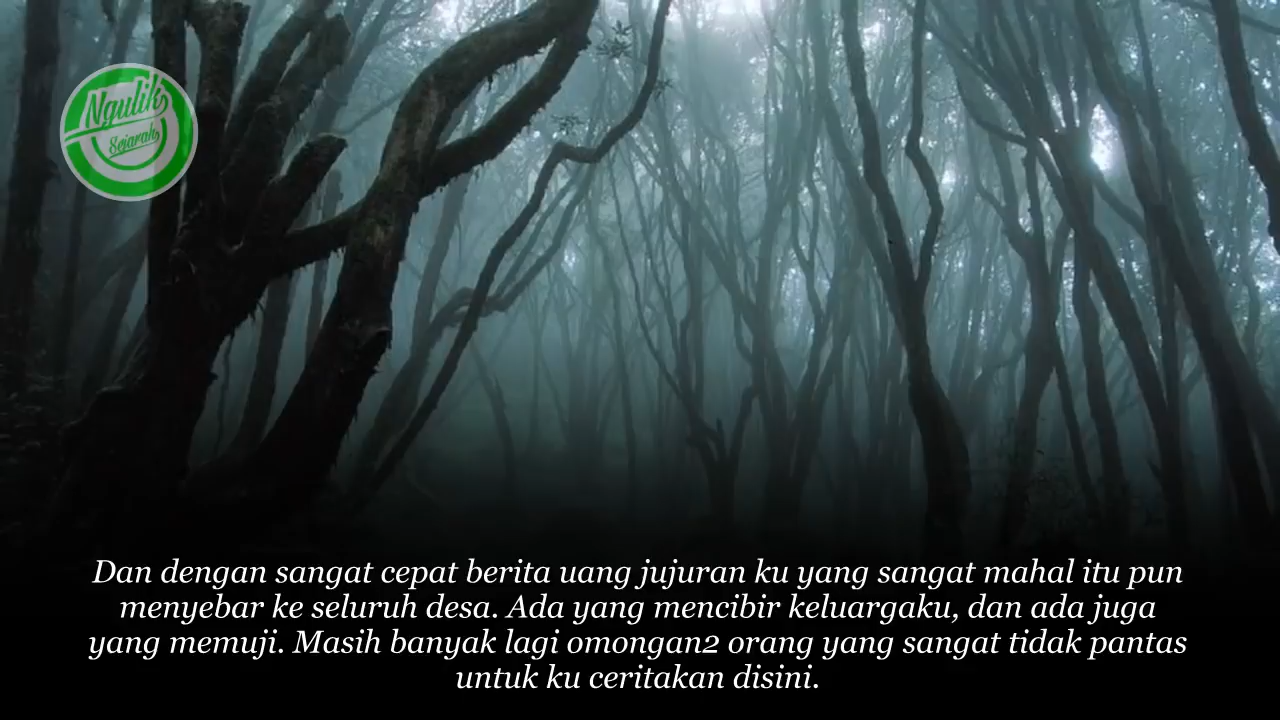 Ngulik
Sejarah
Dan dengan sangat cepat berita uang jujuran ku yang sangat mahal itu pun
menyebar ke seluruh desa. Ada yang mencibir keluargaku, dan ada juga
yang memuji. Masih banyak lagi omongan2 orang yang sangat tidak pantas
untuk ku ceritakan disini.